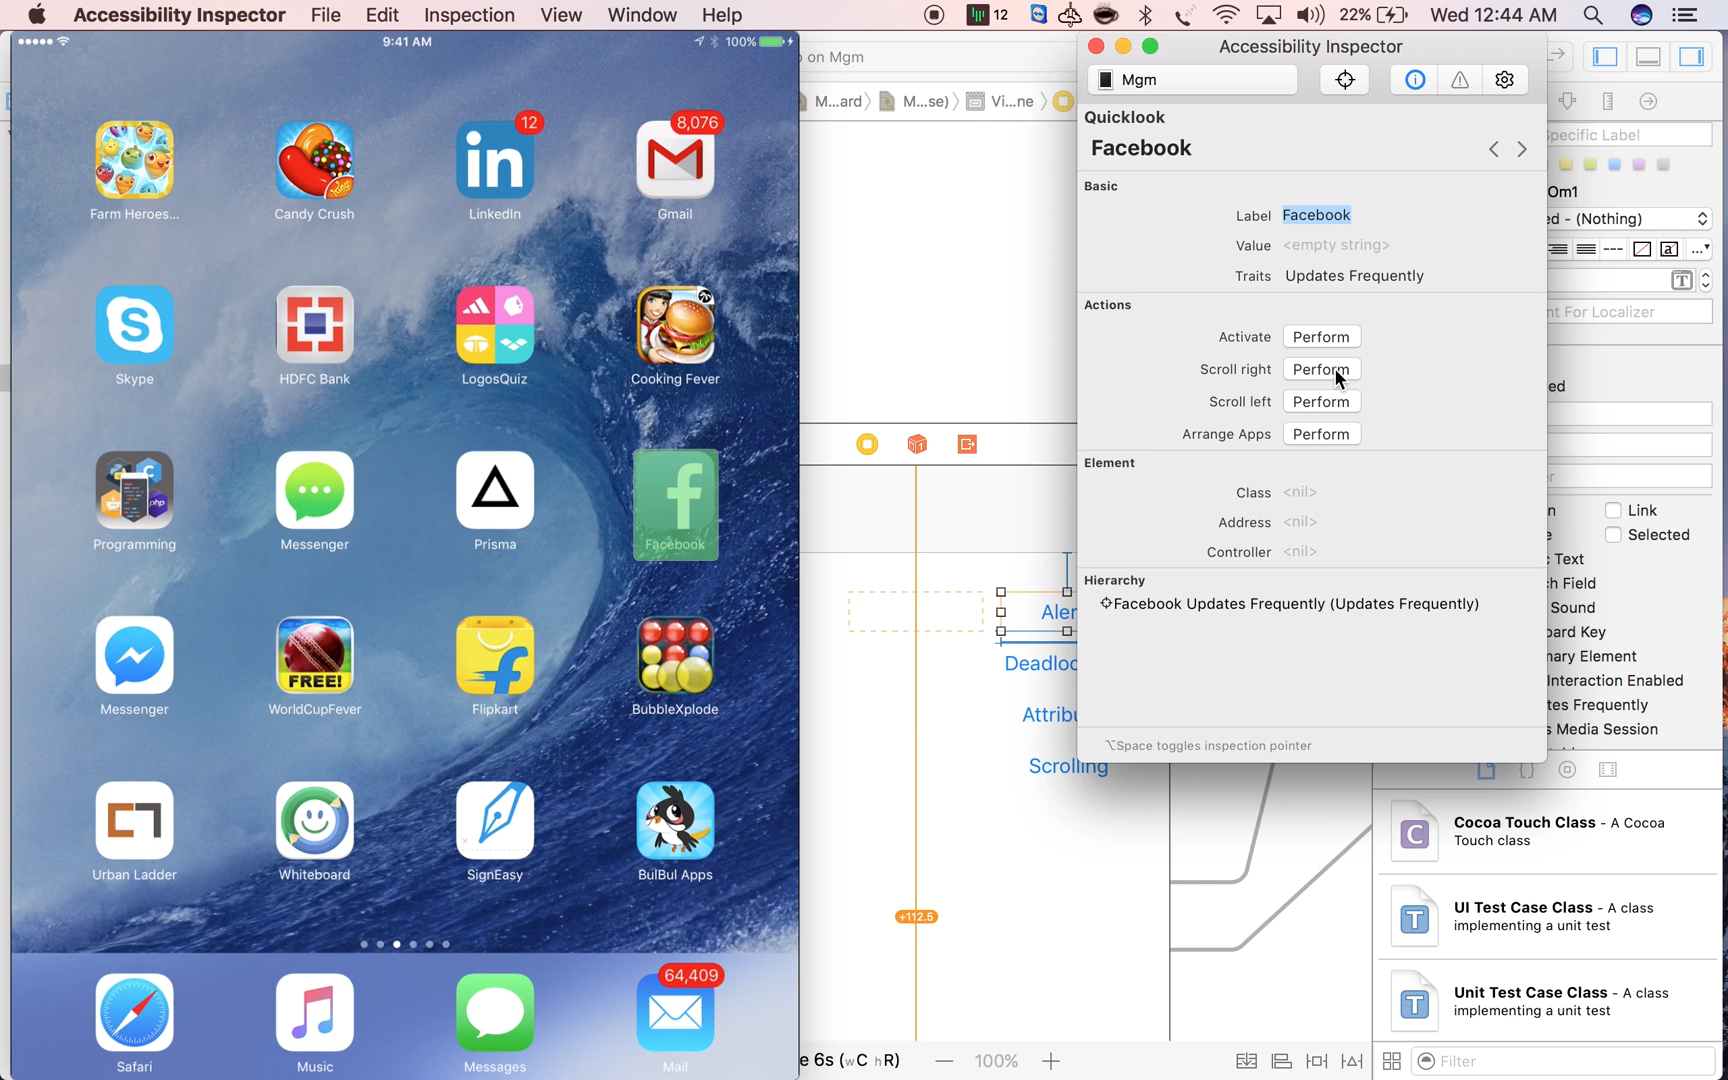 Accessibility Inspector File Edit Inspection View Window Help
12 22% Wed 12:44 AM
9:41 AM 100%
12
8,076
Farm Heroes... Candy Crush LinkedIn Gmail
Skype HDFC Bank LogosQuiz Cooking Fever
Programming Messenger Prisma Facebook
FREE!
Messenger WorldCupFever Flipkart BubbleXplode
Urban Ladder Whiteboard SignEasy BulBul Apps
64,409
Safari Music Messages Mail
on Mgm
M...ard M...se) Vi...ne
Aler
Deadloc
Attribu
Scrolling
+112.5
e 6s (wC hR) 100%
Accessibility Inspector
Mgm
Quicklook
Facebook
Basic
Label Facebook
Value <empty string>
Traits Updates Frequently
Actions
Activate Perform
Scroll right Perform
Scroll left Perform
Arrange Apps Perform
Element
Class <nil>
Address <nil>
Controller <nil>
Hierarchy
Facebook Updates Frequently (Updates Frequently)
⌥Space toggles inspection pointer
Specific Label
Om1
ed - (Nothing)
nt For Localizer
ed
er
n Link
e Selected
c Text
ch Field
Sound
oard Key
nary Element
Interaction Enabled
tes Frequently
s Media Session
Cocoa Touch Class - A Cocoa
Touch class
UI Test Case Class - A class
implementing a unit test
Unit Test Case Class - A class
implementing a unit test
Filter